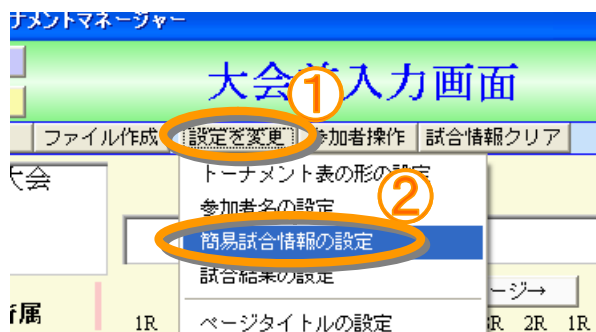 ナメントマネージャー
大会前入力画面
①
ファイル作成 設定を変更 参加者操作 試合情報クリア
大会
トーナメント表の形の設定
②
参加者名の設定
簡易試合情報の設定
試合結果の設定
ージ→
所属
1R ページタイトルの設定 3R 2R 1R